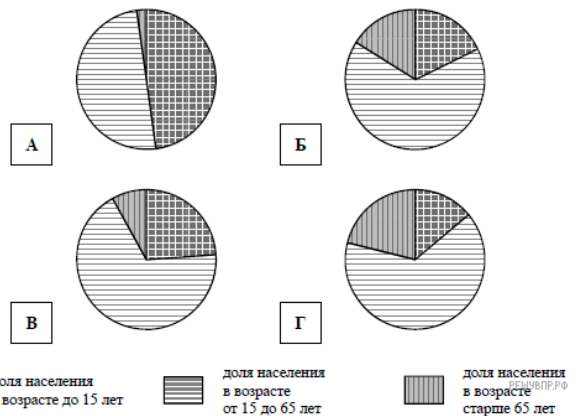 А
Б
В
Г
доля населения
возрасте до 15 лет
доля населения
в возрасте
от 15 до 65 лет
доля населения
в возрасте
старше 65 лет
РЕШУВПР.РФ